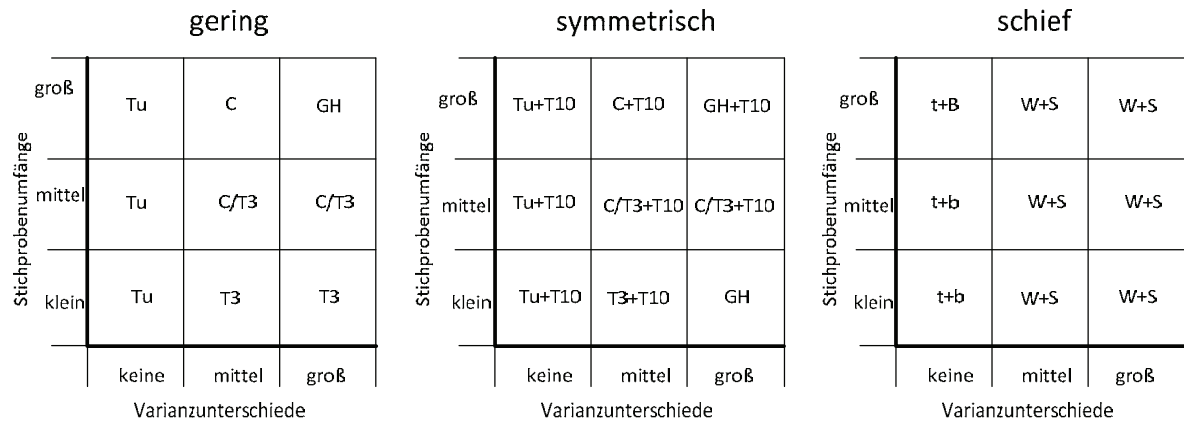 gering symmetrisch schief
Stichprobenumfänge Stichprobenumfänge Stichprobenumfänge
groß Tu C GH groß Tu+T10 C+T10 GH+T10 groß t+B W+S W+S
mittel Tu C/T3 C/T3 mittel Tu+T10 C/T3+T10 C/T3+T10 mittel t+b W+S W+S
klein Tu T3 T3 klein Tu+T10 T3+T10 GH klein t+b W+S W+S
keine mittel groß keine mittel groß keine mittel groß
Varianzunterschiede Varianzunterschiede Varianzunterschiede